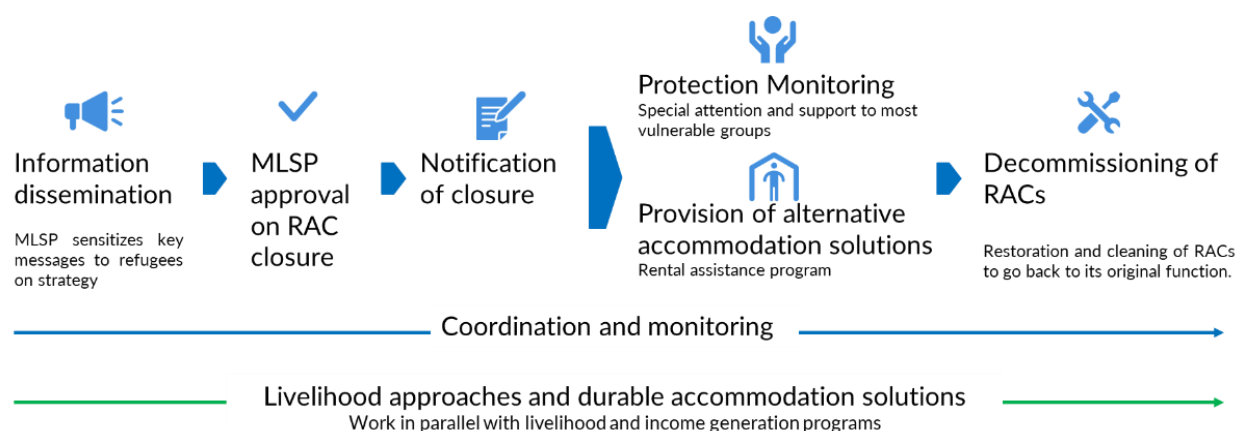 Information
dissemination
MLSP sensitizes key
messages to refugees
on strategy
MLSP
approval
on RAC
closure
Notification
of closure
Protection Monitoring
Special attention and support to most
vulnerable groups
Provision of alternative
accommodation solutions
Rental assistance program
Decommissioning of
RACs
Restoration and cleaning of RACs
to go back to its original function.
Coordination and monitoring
Livelihood approaches and durable accommodation solutions
Work in parallel with livelihood and income generation programs